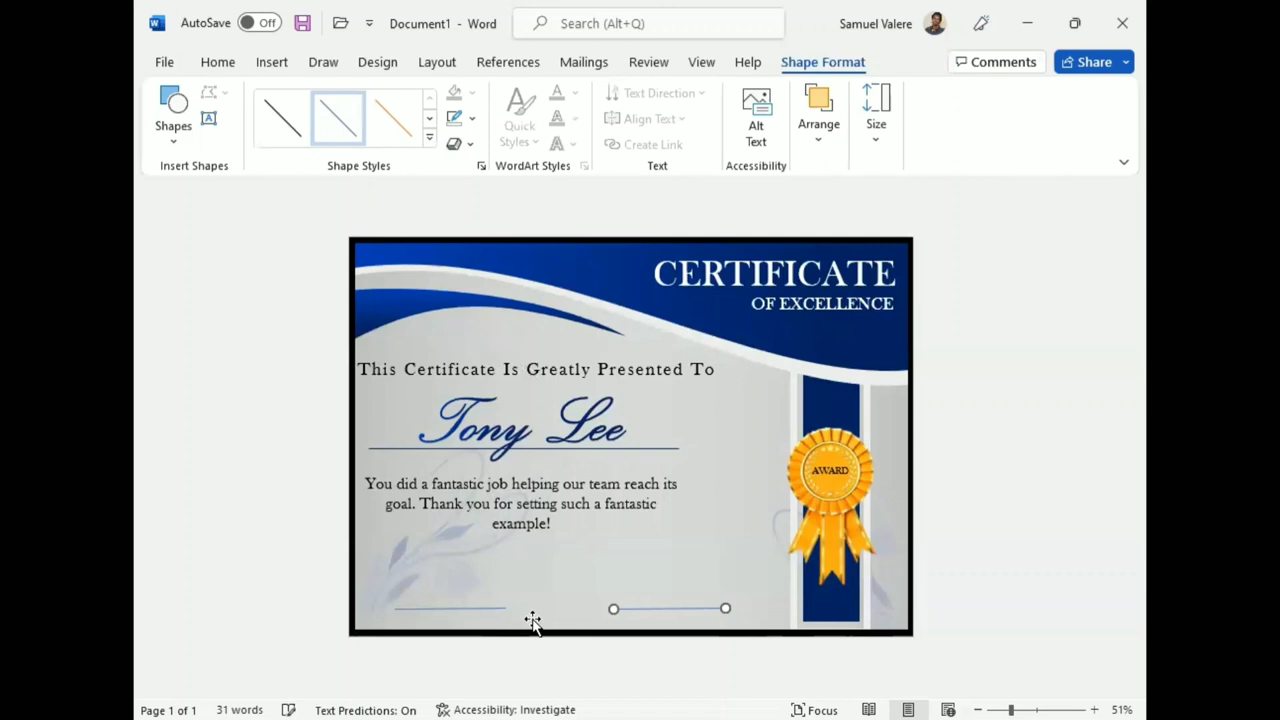 AutoSave Off Document1 - Word Search (Alt+Q) Samuel Valere
File Home Insert Draw Design Layout References Mailings Review View Help Shape Format Comments Share
Shapes
Insert Shapes
Shape Styles
Quick
Styles
WordArt Styles
Text Direction
Align Text
Create Link
Text
Alt
Text
Accessibility
Arrange
Size
CERTIFICATE
OF EXCELLENCE
This Certificate Is Greatly Presented To
Tony Lee
You did a fantastic job helping our team reach its
goal. Thank you for setting such a fantastic
example!
AWARD
Page 1 of 1 31 words Text Predictions: On Accessibility: Investigate Focus 51%